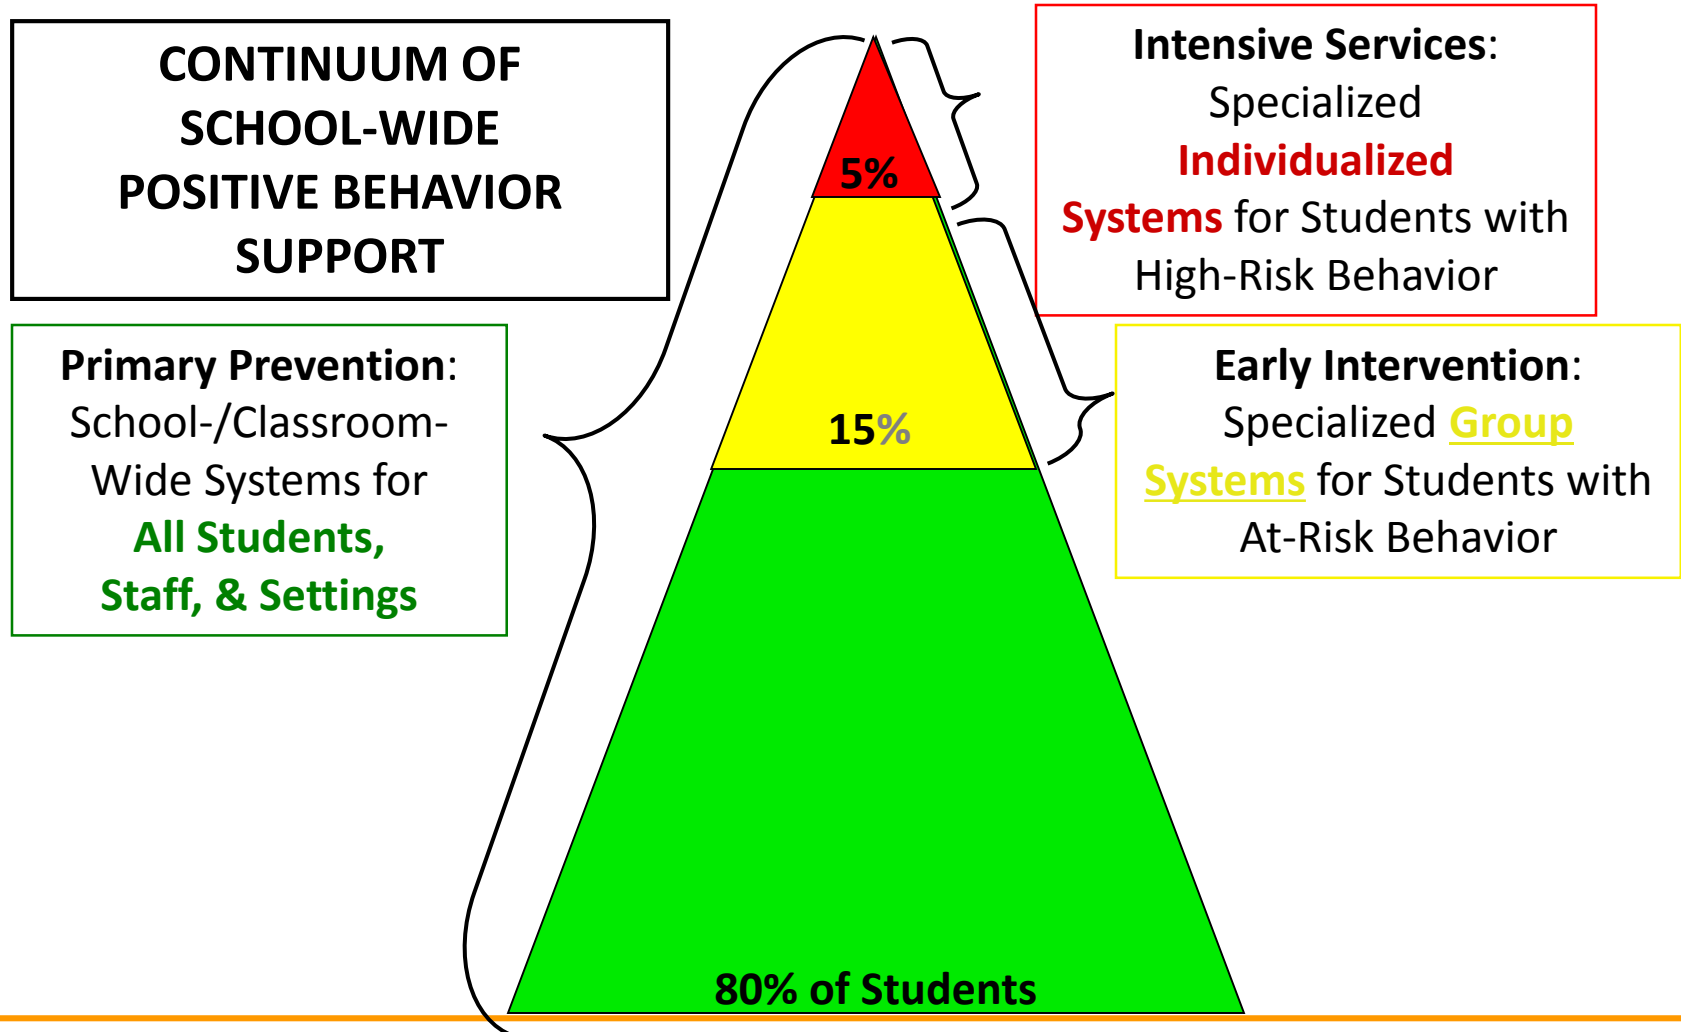 CONTINUUM OF
SCHOOL-WIDE
POSITIVE BEHAVIOR
SUPPORT
Primary Prevention:
School-/Classroom-
Wide Systems for
All Students,
Staff, & Settings
5%
15%
80% of Students
Intensive Services:
Specialized
Individualized
Systems for Students with
High-Risk Behavior
Early Intervention:
Specialized Group
Systems for Students with
At-Risk Behavior